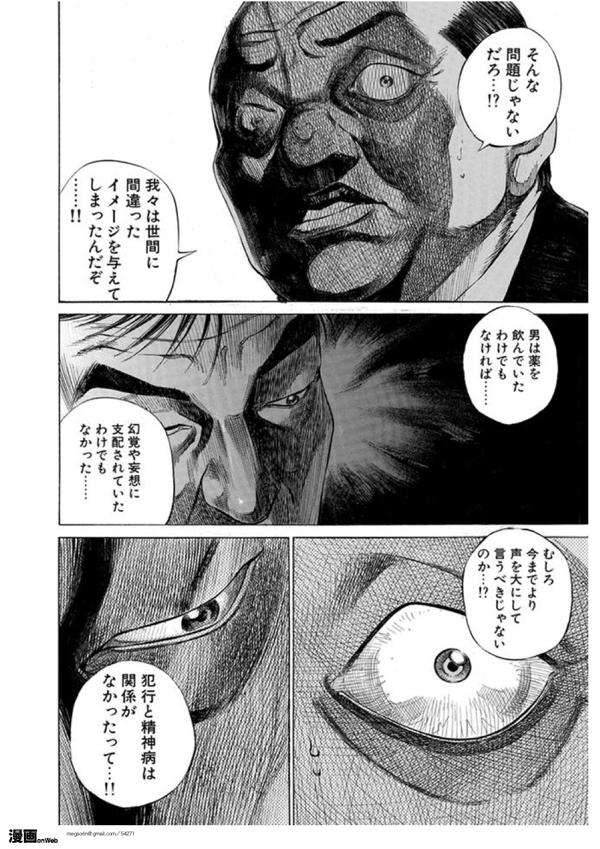 そんな
問題じゃない
だろ…!?
我々は世間に
間違った
イメージを与えて
しまったんだぞ
……!!
男は薬を
飲んでいた
わけでも
なければ……
幻覚や妄想に
支配されていた
わけでも
なかった……
むしろ
今までより
声を大にして
言うべきじゃない
のか…!?
犯行と精神病は
関係が
なかったって…!!
漫画 on Web
megaorin@gmail.com/54271